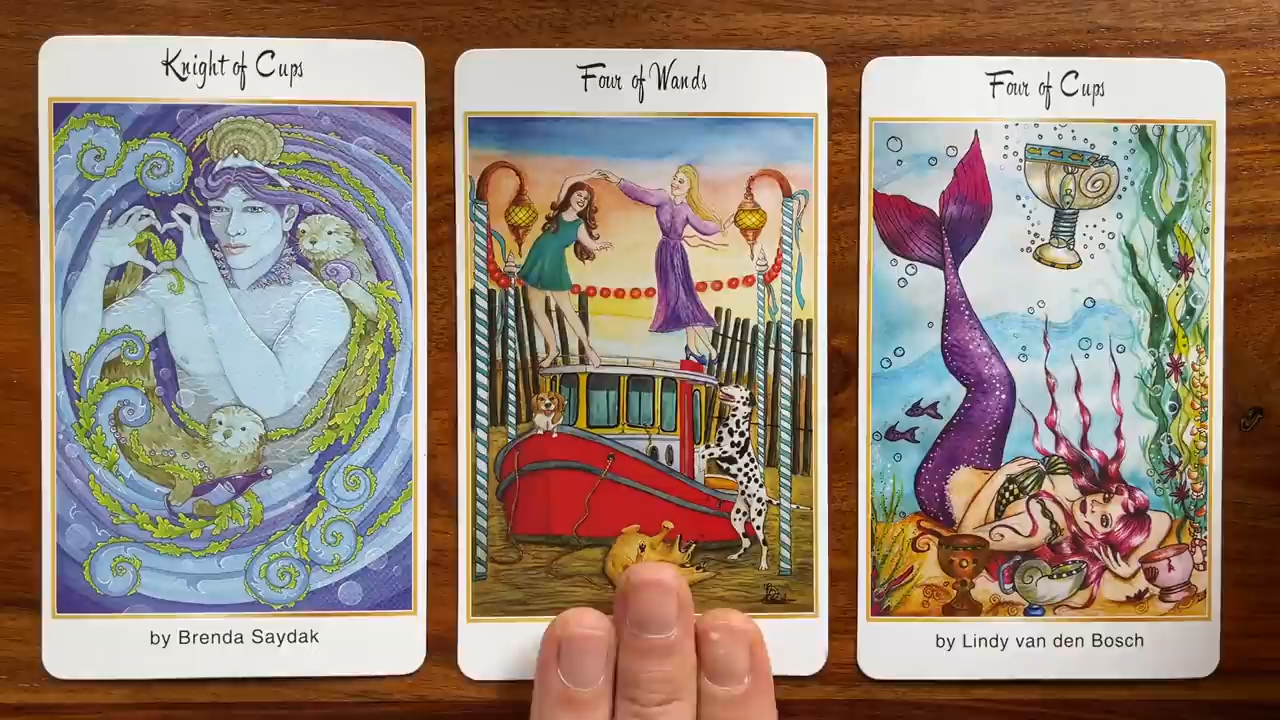 Knight of Cups
by Brenda Saydak
Four of Wands
Four of Cups
by Lindy van den Bosch